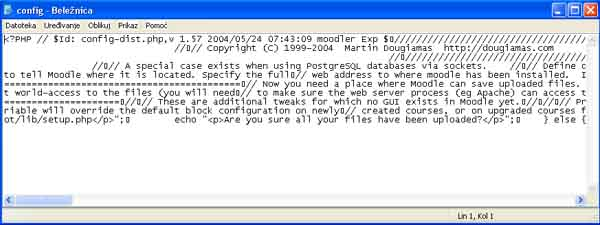 config - Bележnica
Datoteka Uređivanje Oblikuj Prikaz Pomoć
<?PHP // $Id: config-dist.php,v 1.57 2004/05/24 07:43:09 moodler Exp $▯//////////////////////////
//▯// Copyright (C) 1999-2004 Martin Dougiamas http://dougiamas.com
//////////////////////////▯//
//▯// A special case exists when using PostgreSQL databases via sockets. //▯// Define
to tell Moodle where it is located. Specify the full▯// web address to where moodle has been installed. I
=========================▯// Now you need a place where Moodle can save uploaded files.
t world-access to the files (you will need▯// to make sure the web server process (eg Apache) can access t
=====================▯//▯// These are additional tweaks for which no GUI exists in Moodle yet.▯//▯//▯// Pr
riable will override the default block configuration on newly▯// created courses, or on upgraded courses f
ot/lib/setup.php</p>";▯ echo "<p>Are you sure all your files have been uploaded?</p>";▯ } else {
Lin 1, Kol 1